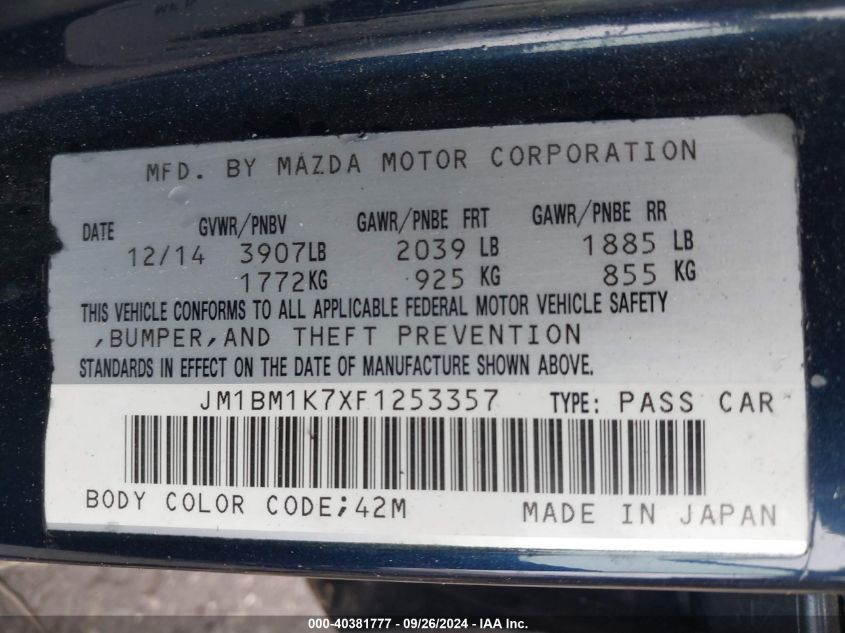 MFD. BY MAZDA MOTOR CORPORATION
DATE GVWR/PNBV GAWR/PNBE FRT GAWR/PNBE RR
12/14 3907LB 2039 LB 1885 LB
1772KG 925 KG 855 KG
THIS VEHICLE CONFORMS TO ALL APPLICABLE FEDERAL MOTOR VEHICLE SAFETY
,BUMPER,AND THEFT PREVENTION
STANDARDS IN EFFECT ON THE DATE OF MANUFACTURE SHOWN ABOVE.
JM1BM1K7XF1253357 TYPE: PASS CAR
BODY COLOR CODE;42M MADE IN JAPAN
000-40381777 - 09/26/2024 - IAA Inc.